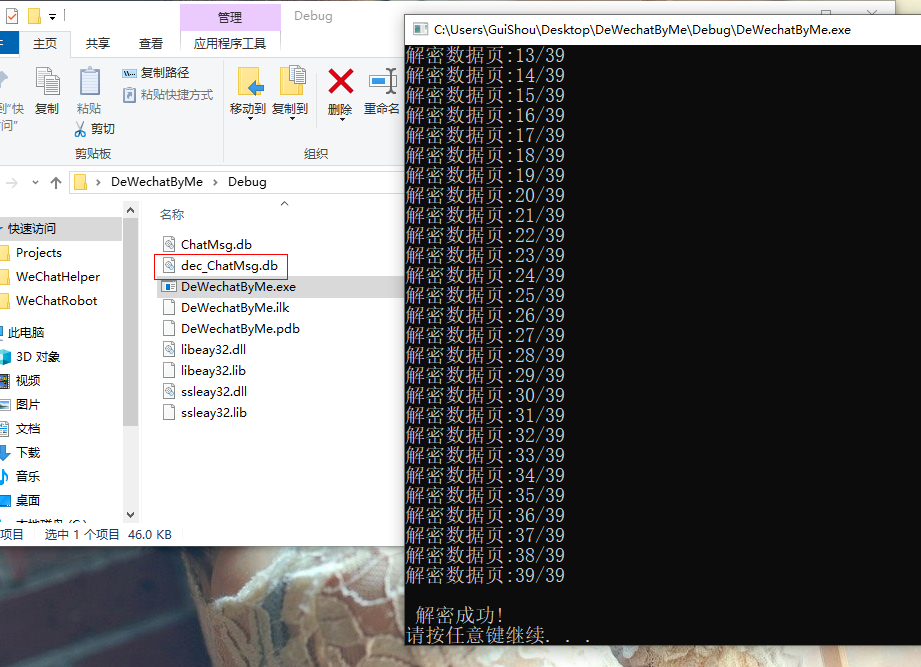 管理
Debug
主页
共享
查看
应用程序工具
复制
粘贴
复制路径
粘贴快捷方式
剪切
剪贴板
移动到
复制到
删除
重命名
组织
DeWechatByMe
Debug
快速访问
Projects
WeChatHelper
WeChatRobot
此电脑
3D 对象
视频
图片
文档
下载
音乐
桌面
名称
ChatMsg.db
dec_ChatMsg.db
DeWechatByMe.exe
DeWechatByMe.ilk
DeWechatByMe.pdb
libeay32.dll
libeay32.lib
ssleay32.dll
ssleay32.lib
项目 选中 1 个项目 46.0 KB
C:\Users\GuiShou\Desktop\DeWechatByMe\Debug\DeWechatByMe.exe
解密数据页:13/39
解密数据页:14/39
解密数据页:15/39
解密数据页:16/39
解密数据页:17/39
解密数据页:18/39
解密数据页:19/39
解密数据页:20/39
解密数据页:21/39
解密数据页:22/39
解密数据页:23/39
解密数据页:24/39
解密数据页:25/39
解密数据页:26/39
解密数据页:27/39
解密数据页:28/39
解密数据页:29/39
解密数据页:30/39
解密数据页:31/39
解密数据页:32/39
解密数据页:33/39
解密数据页:34/39
解密数据页:35/39
解密数据页:36/39
解密数据页:37/39
解密数据页:38/39
解密数据页:39/39
解密成功!
请按任意键继续. . .